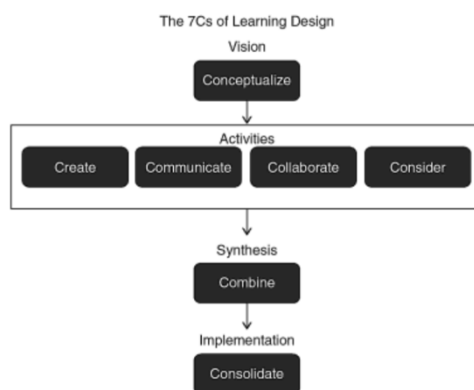 The 7Cs of Learning Design
Vision
Conceptualize
Activities
Create Communicate Collaborate Consider
Synthesis
Combine
Implementation
Consolidate